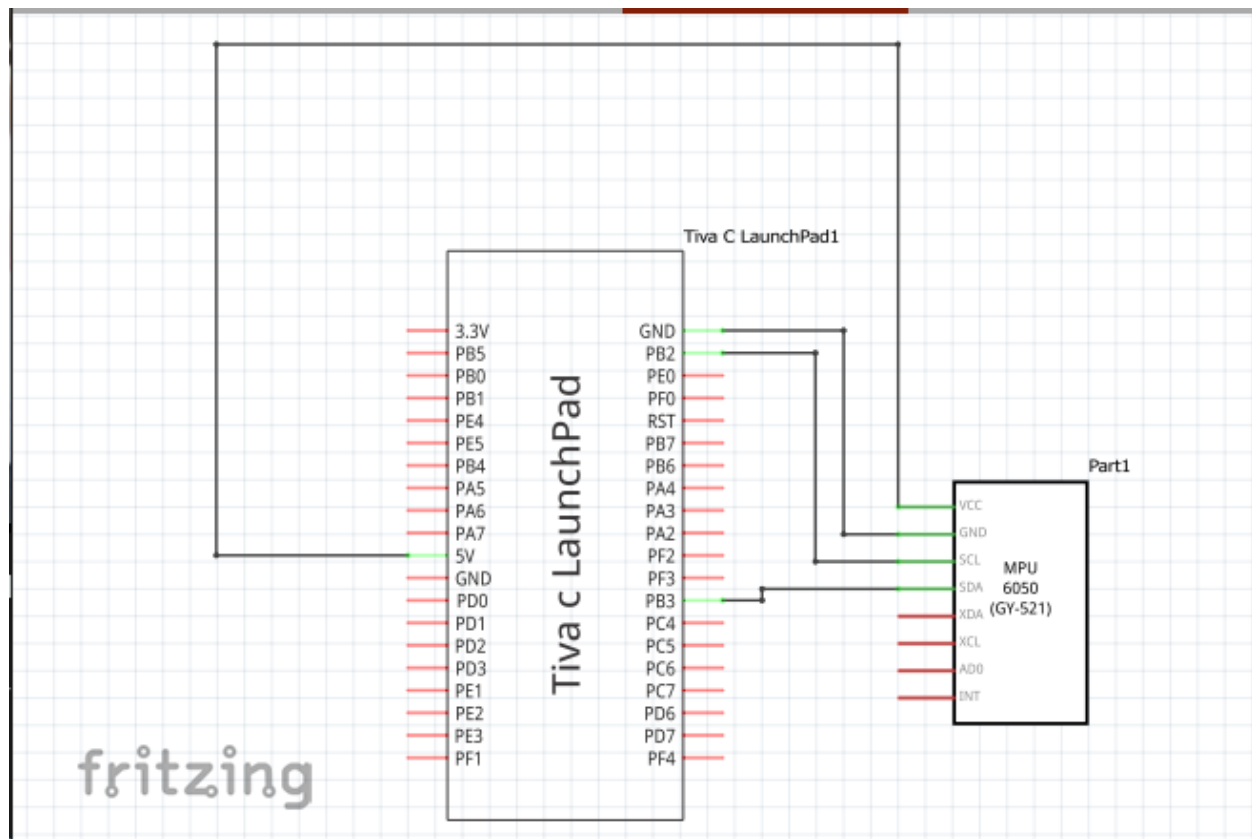 Tiva C LaunchPad1
3.3V
PB5
PB0
PB1
PE4
PE5
PB4
PA5
PA6
PA7
5V
GND
PD0
PD1
PD2
PD3
PE1
PE2
PE3
PF1
Tiva C LaunchPad
GND
PB2
PE0
PF0
RST
PB7
PB6
PA4
PA3
PA2
PF2
PF3
PB3
PC4
PC5
PC6
PC7
PD6
PD7
PF4
Part1
VCC
GND
SCL
SDA
XDA
XCL
AD0
INT
MPU
6050
(GY-521)
fritzing